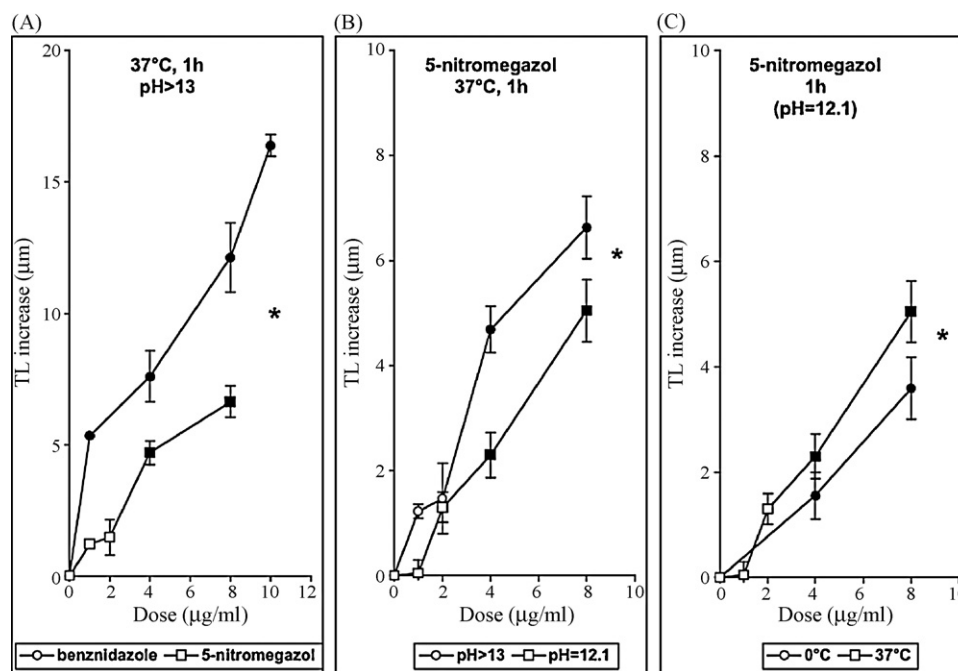 (A)
37°C, 1h
pH>13
TL increase (µm)
20
15
10
5
0
*
0 2 4 6 8 10 12
Dose (µg/ml)
benznidazole 5-nitromegazol
(B)
5-nitromegazol
37°C, 1h
TL increase (µm)
10
8
6
4
2
0
*
0 2 4 6 8 10
Dose (µg/ml)
pH>13 pH=12.1
(C)
5-nitromegazol
1h
(pH=12.1)
TL increase (µm)
10
8
6
4
2
0
*
0 2 4 6 8 10
Dose (µg/ml)
0°C 37°C